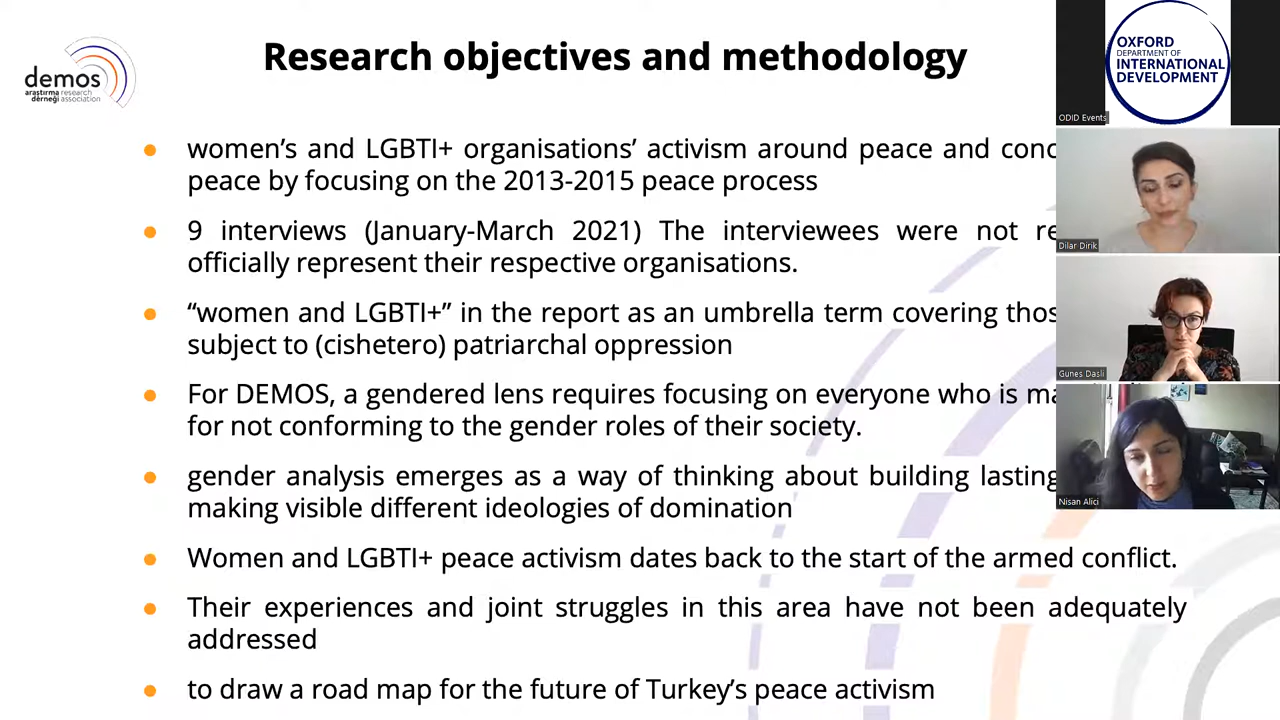 Research objectives and methodology
demos
araştırma research
derneği association
women’s and LGBTI+ organisations’ activism around peace and
peace by focusing on the 2013-2015 peace process
9 interviews (January-March 2021) The interviewees were not
officially represent their respective organisations.
“women and LGBTI+” in the report as an umbrella term covering
subject to (cishetero) patriarchal oppression
For DEMOS, a gendered lens requires focusing on everyone who is
for not conforming to the gender roles of their society.
gender analysis emerges as a way of thinking about building lasting
making visible different ideologies of domination
Women and LGBTI+ peace activism dates back to the start of the armed conflict.
Their experiences and joint struggles in this area have not been adequately
addressed
to draw a road map for the future of Turkey’s peace activism
OXFORD
DEPARTMENT OF
INTERNATIONAL
DEVELOPMENT
ODID Events
Dilar Dirik
Gunes Dasli
Nisan Alici